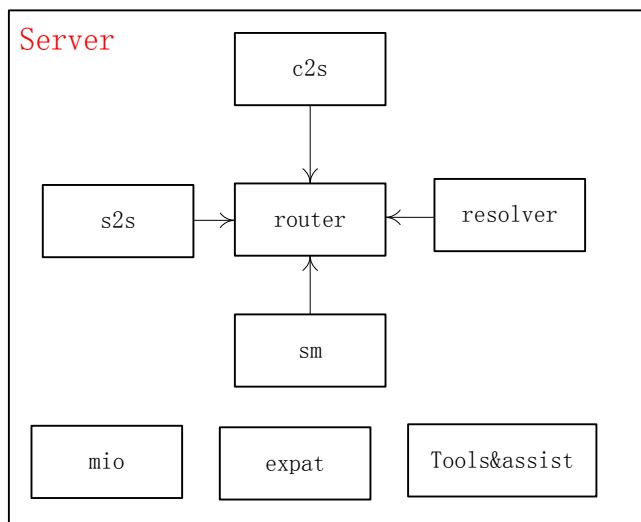 Server
c2s
s2s
router
resolver
sm
mio
expat
Tools&assist